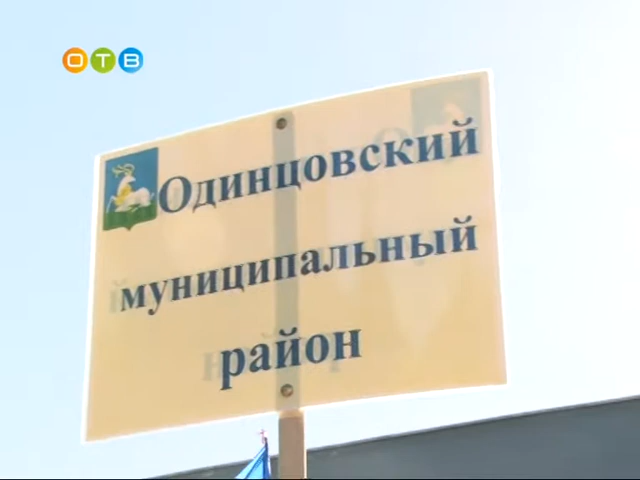 ОТВ
Одинцовский
муниципальный
район